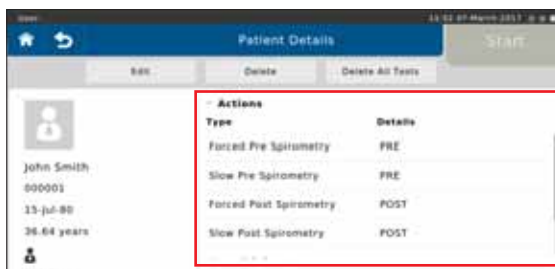 11:02 07-March-2017
Patient Details
Start
Edit
Delete
Delete All Tests
John Smith
000001
15-Jul-80
36.64 years
Actions
Type Details
Forced Pre Spirometry PRE
Slow Pre Spirometry PRE
Forced Post Spirometry POST
Slow Post Spirometry POST